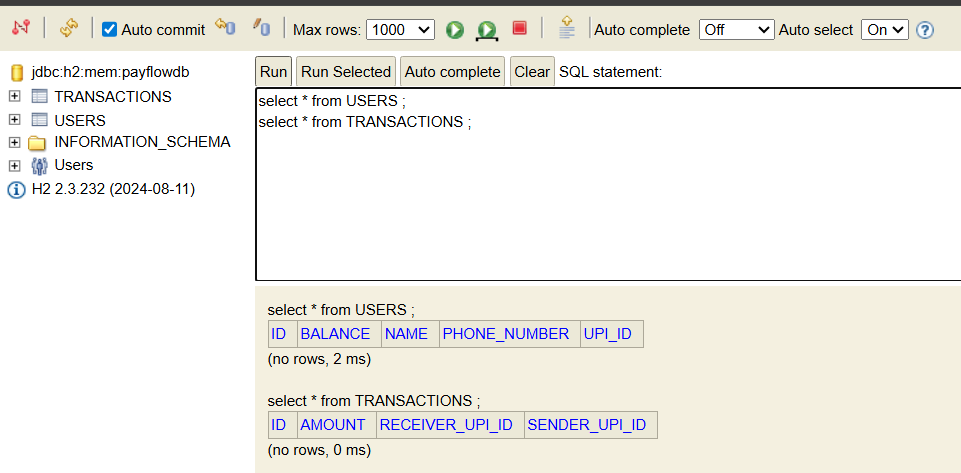 Auto commit Max rows: 1000 Auto complete Off Auto select On ?
jdbc:h2:mem:payflowdb
TRANSACTIONS
USERS
INFORMATION_SCHEMA
Users
H2 2.3.232 (2024-08-11)
Run Run Selected Auto complete Clear SQL statement:
select * from USERS ;
select * from TRANSACTIONS ;
select * from USERS ;
ID BALANCE NAME PHONE_NUMBER UPI_ID
(no rows, 2 ms)
select * from TRANSACTIONS ;
ID AMOUNT RECEIVER_UPI_ID SENDER_UPI_ID
(no rows, 0 ms)